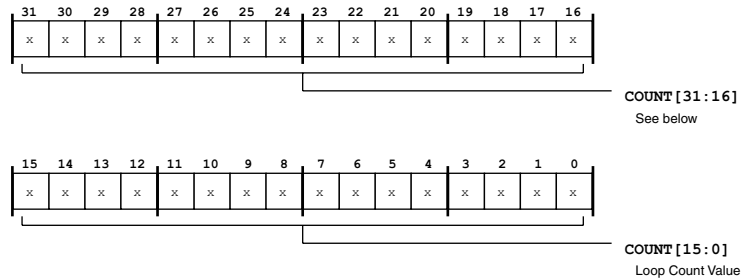 31 30 29 28 27 26 25 24 23 22 21 20 19 18 17 16
x x x x x x x x x x x x x x x x
COUNT[31:16]
See below
15 14 13 12 11 10 9 8 7 6 5 4 3 2 1 0
x x x x x x x x x x x x x x x x
COUNT[15:0]
Loop Count Value